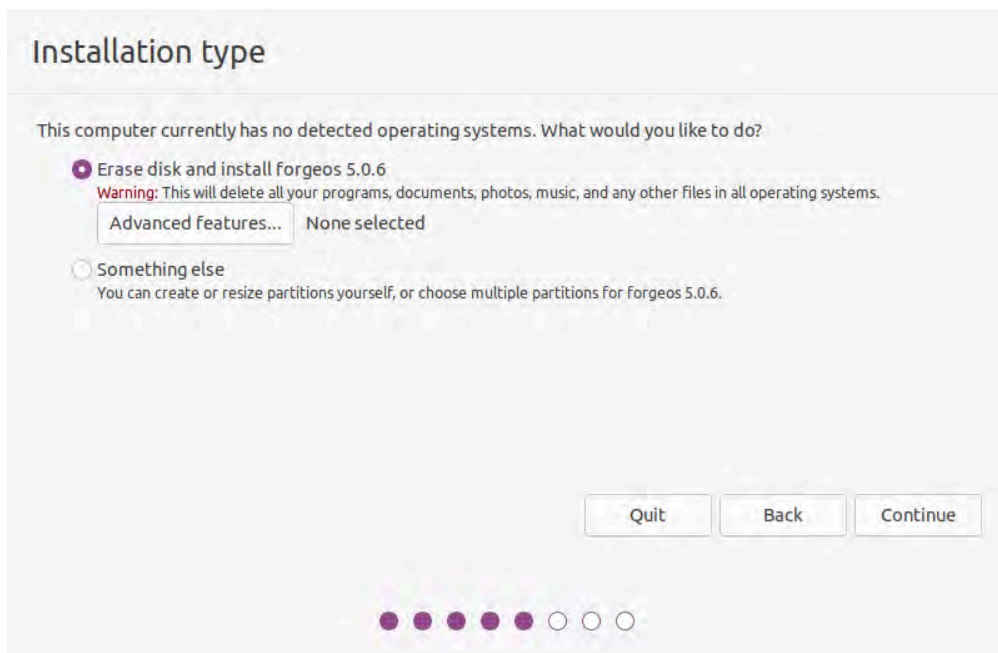 Installation type
This computer currently has no detected operating systems. What would you like to do?
Erase disk and install forgeos 5.0.6
Warning: This will delete all your programs, documents, photos, music, and any other files in all operating systems.
Advanced features... None selected
Something else
You can create or resize partitions yourself, or choose multiple partitions for forgeos 5.0.6.
Quit Back Continue